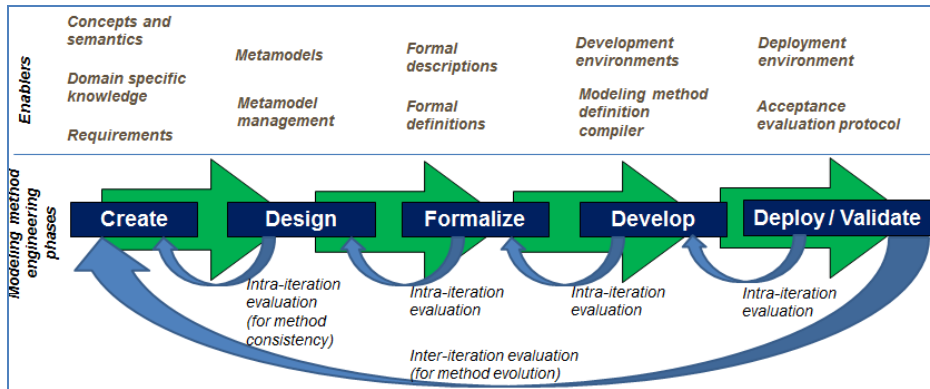 Enablers
Concepts and
semantics
Domain specific
knowledge
Requirements
Metamodels
Metamodel
management
Formal
descriptions
Formal
definitions
Development
environments
Modeling method
definition
compiler
Deployment
environment
Acceptance
evaluation protocol
Modeling method
engineering
phases
Create
Design
Formalize
Develop
Deploy / Validate
Intra-iteration
evaluation
(for method
consistency)
Intra-iteration
evaluation
Intra-iteration
evaluation
Intra-iteration
evaluation
Inter-iteration evaluation
(for method evolution)